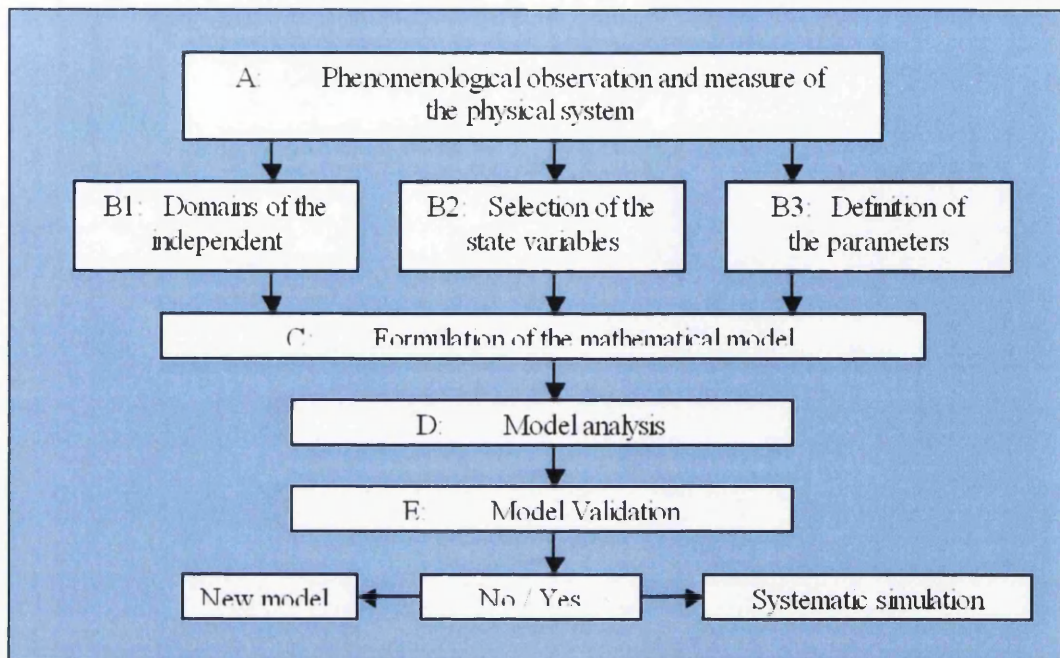 A: Phenomenological observation and measure of
the physical system
B1: Domains of the
independent
B2: Selection of the
state variables
B3: Definition of
the parameters
C: Formulation of the mathematical model
D: Model analysis
E: Model Validation
New model
No / Yes
Systematic simulation